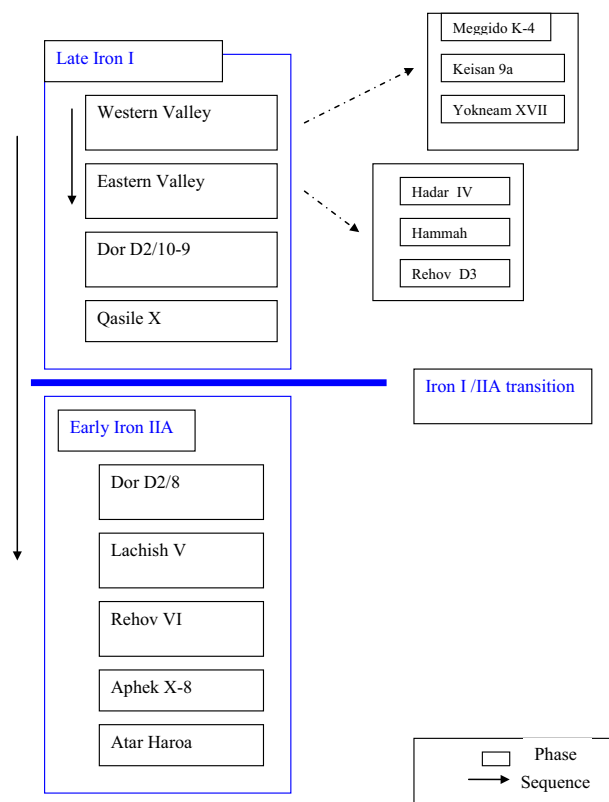 Meggido K-4
Late Iron I
Keisan 9a
Western Valley
Yokneam XVII
Eastern Valley
Hadar IV
Hammah
Dor D2/10-9
Rehov D3
Qasile X
Iron I /IIA transition
Early Iron IIA
Dor D2/8
Lachish V
Rehov VI
Aphek X-8
Atar Haroa
Phase
Sequence